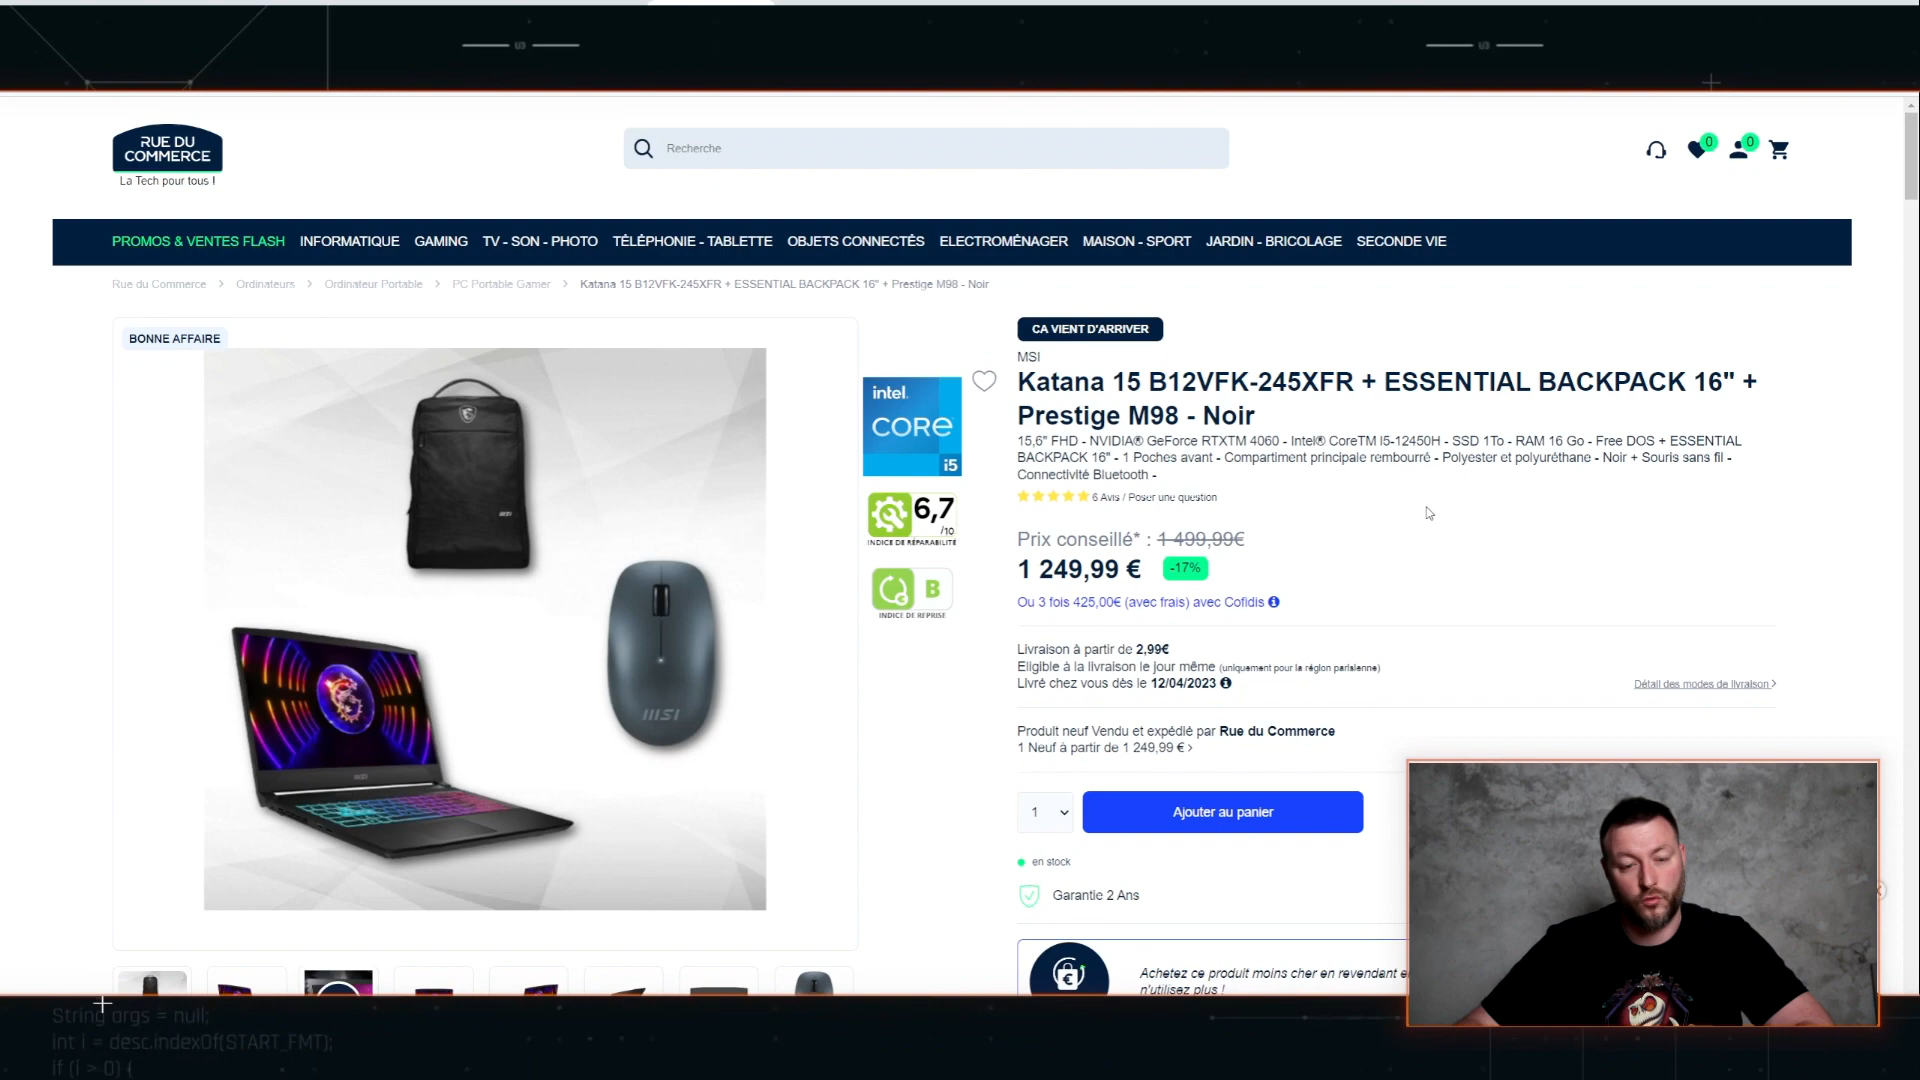 RUE DU
COMMERCE
La Tech pour tous !
Recherche
0
0
PROMOS & VENTES FLASH INFORMATIQUE GAMING TV - SON - PHOTO TÉLÉPHONIE - TABLETTE OBJETS CONNECTÉS ELECTROMÉNAGER MAISON - SPORT JARDIN - BRICOLAGE SECONDE VIE
Rue du Commerce > Ordinateurs > Ordinateur Portable > PC Portable Gamer > Katana 15 B12VFK-245XFR + ESSENTIAL BACKPACK 16" + Prestige M98 - Noir
BONNE AFFAIRE
intel.
CORE
i5
6,7
/10
INDICE DE RÉPARABILITÉ
B
INDICE DE REPRISE
msi
CA VIENT D'ARRIVER
MSI
Katana 15 B12VFK-245XFR + ESSENTIAL BACKPACK 16" +
Prestige M98 - Noir
15,6" FHD - NVIDIA® GeForce RTXTM 4060 - Intel® CoreTM i5-12450H - SSD 1To - RAM 16 Go - Free DOS + ESSENTIAL
BACKPACK 16" - 1 Poches avant - Compartiment principale rembourré - Polyester et polyuréthane - Noir + Souris sans fil -
Connectivité Bluetooth -
6 Avis / Poser une question
Prix conseillé* : 1 499,99€
1 249,99 € -17%
Ou 3 fois 425,00€ (avec frais) avec Cofidis
Livraison à partir de 2,99€
Eligible à la livraison le jour même (uniquement pour la région parisienne)
Livré chez vous dès le 12/04/2023
Détail des modes de livraison >
Produit neuf Vendu et expédié par Rue du Commerce
1 Neuf à partir de 1 249,99 € >
1
Ajouter au panier
en stock
Garantie 2 Ans
Achetez ce produit moins cher en revendant
n'utilisez plus !
String args = null;
int i = desc.indexOf(START_FMT);
if (i > 0) {